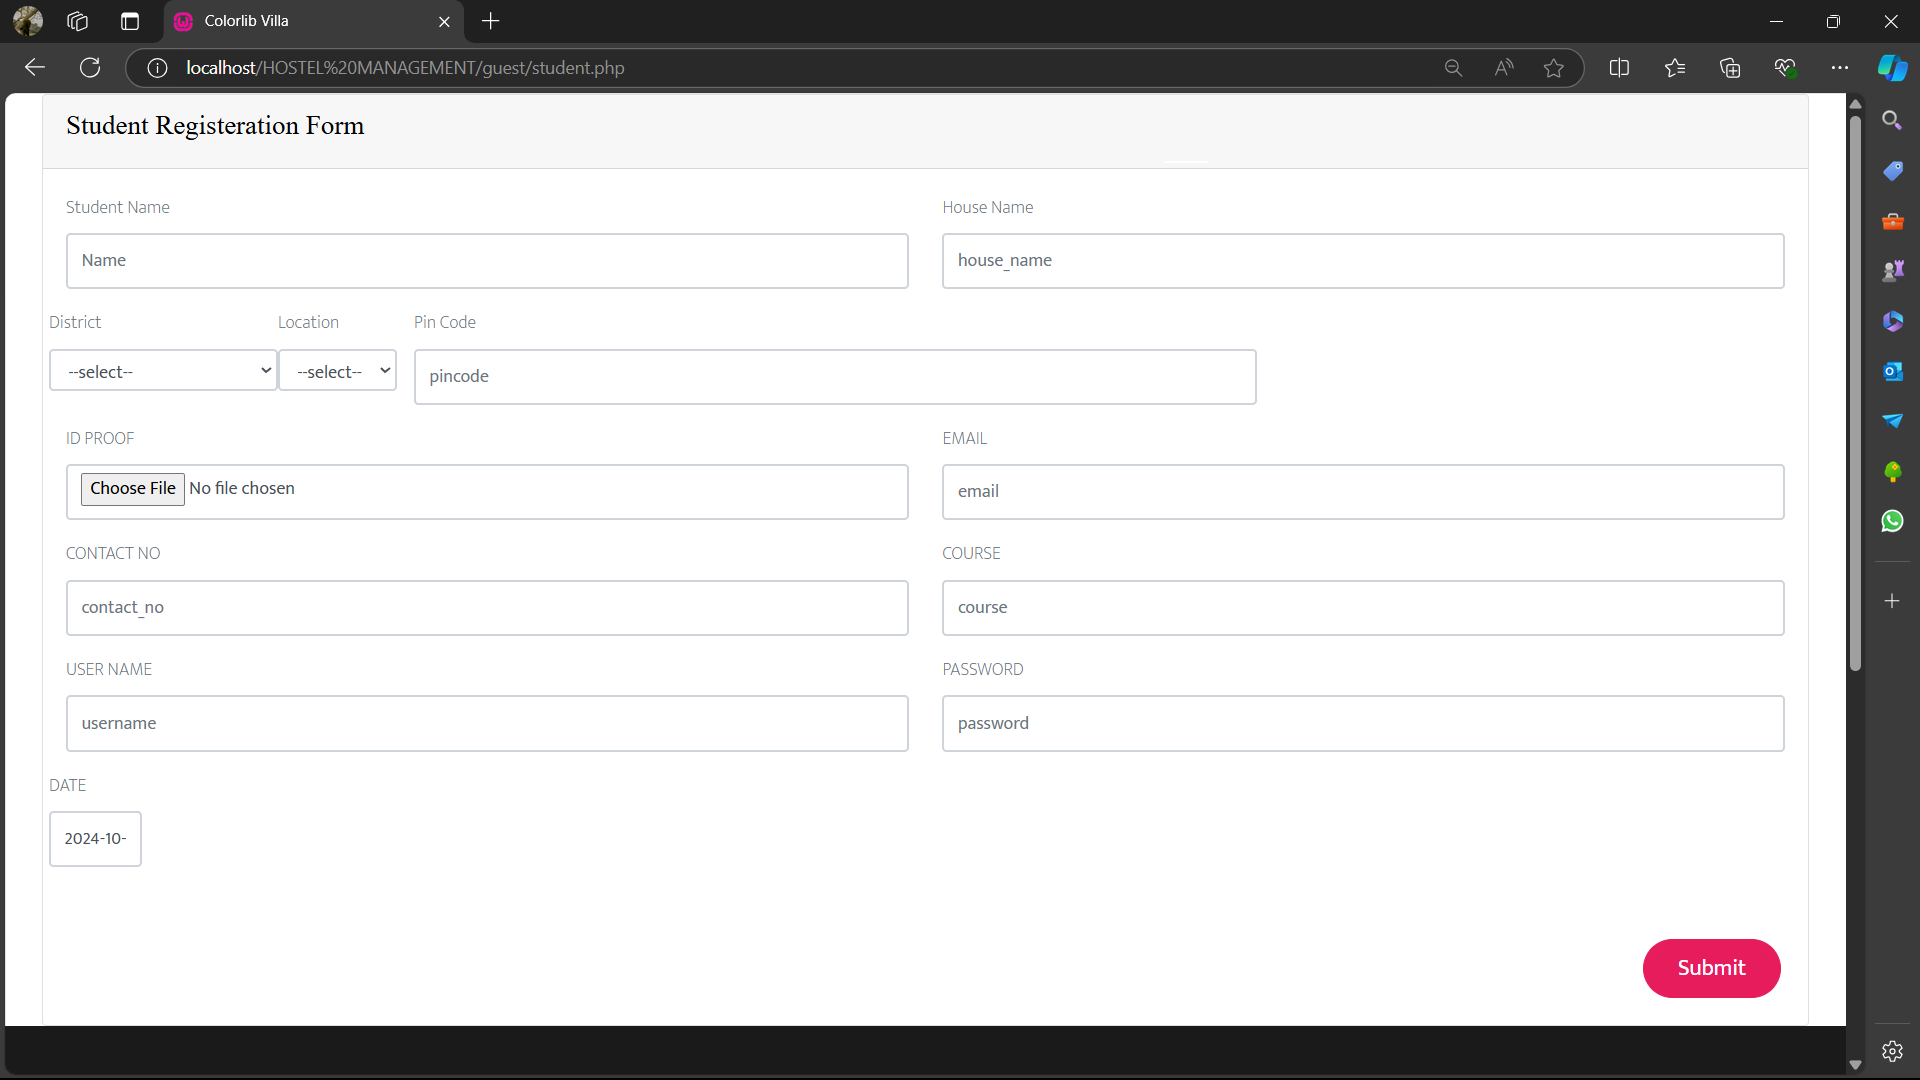 Colorlib Villa
localhost/HOSTEL%20MANAGEMENT/guest/student.php
Student Registeration Form
Student Name House Name
Name house_name
District Location Pin Code
--select-- --select-- pincode
ID PROOF EMAIL
Choose File No file chosen email
CONTACT NO COURSE
contact_no course
USER NAME PASSWORD
username password
DATE
2024-10-
Submit